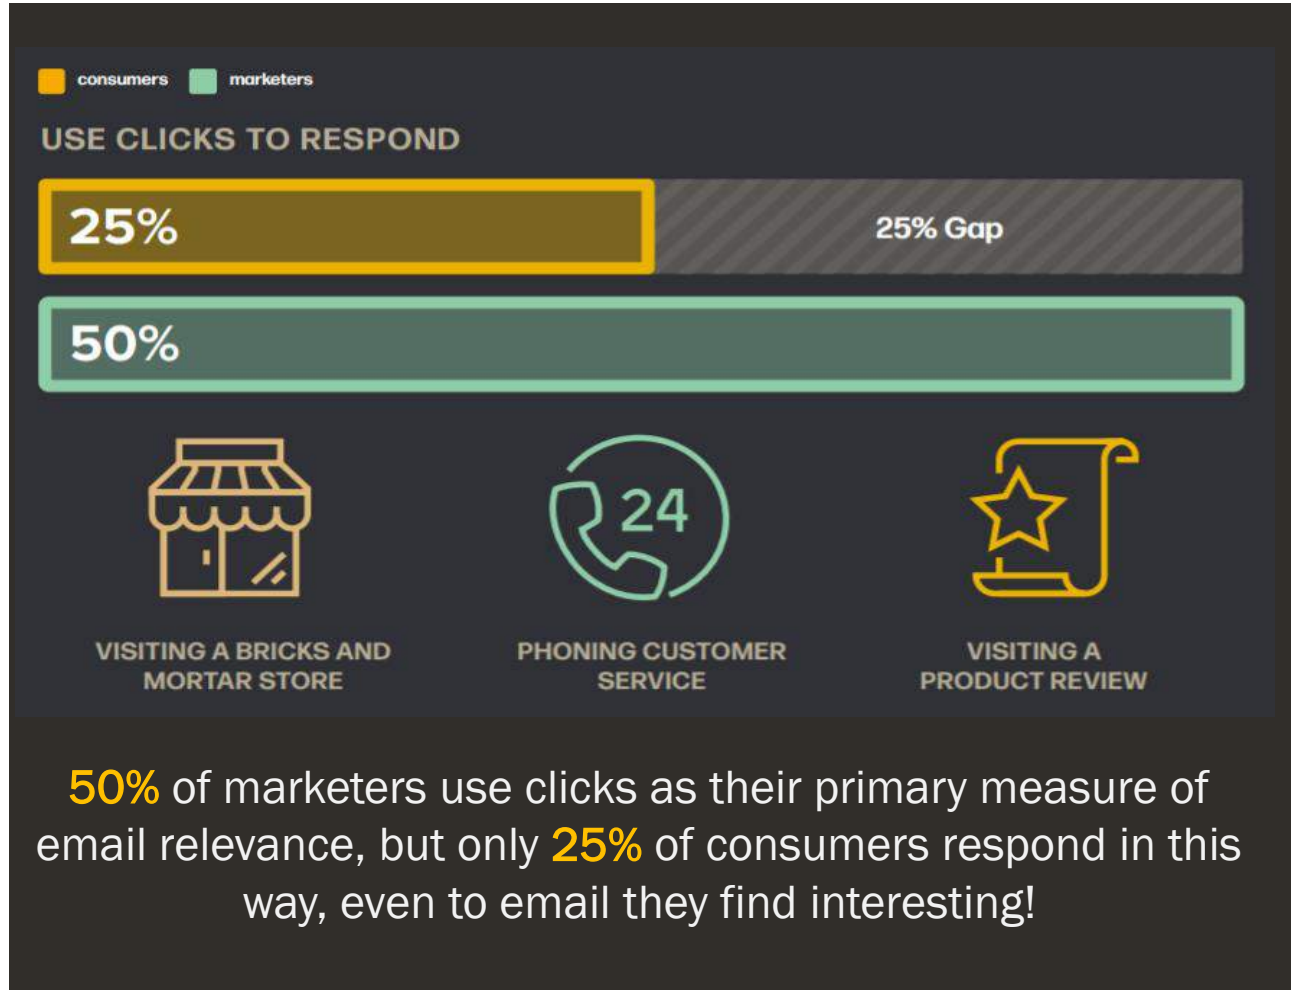 consumers marketers
USE CLICKS TO RESPOND
25% 25% Gap
50%
24
VISITING A BRICKS AND
MORTAR STORE
PHONING CUSTOMER
SERVICE
VISITING A
PRODUCT REVIEW
50% of marketers use clicks as their primary measure of
email relevance, but only 25% of consumers respond in this
way, even to email they find interesting!